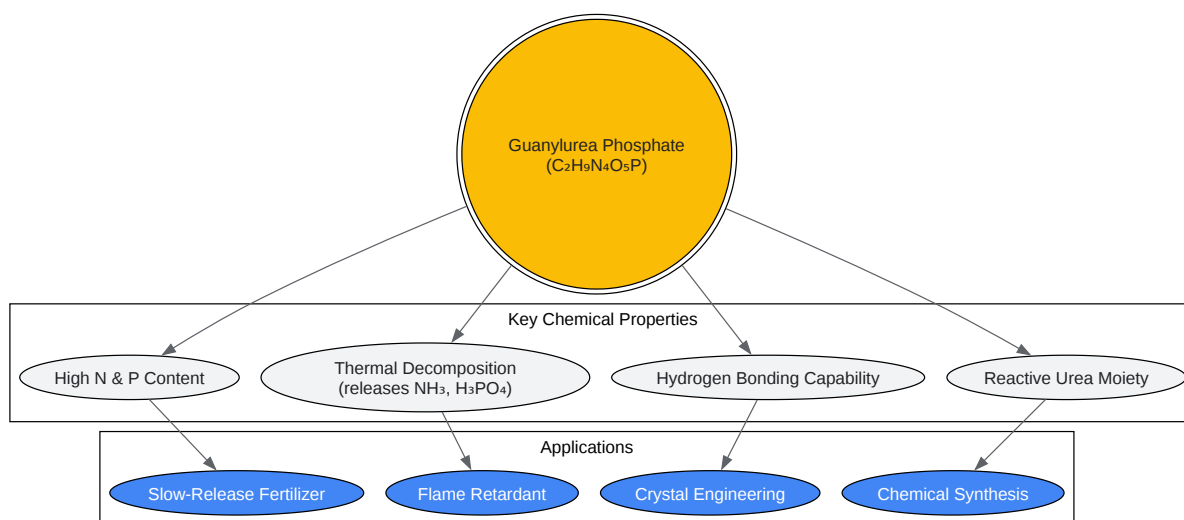 Guanylurea Phosphate
(C₂H₉N₄O₅P)
Key Chemical Properties
High N & P Content
Thermal Decomposition
(releases NH₃, H₃PO₄)
Hydrogen Bonding Capability
Reactive Urea Moiety
Applications
Slow-Release Fertilizer
Flame Retardant
Crystal Engineering
Chemical Synthesis